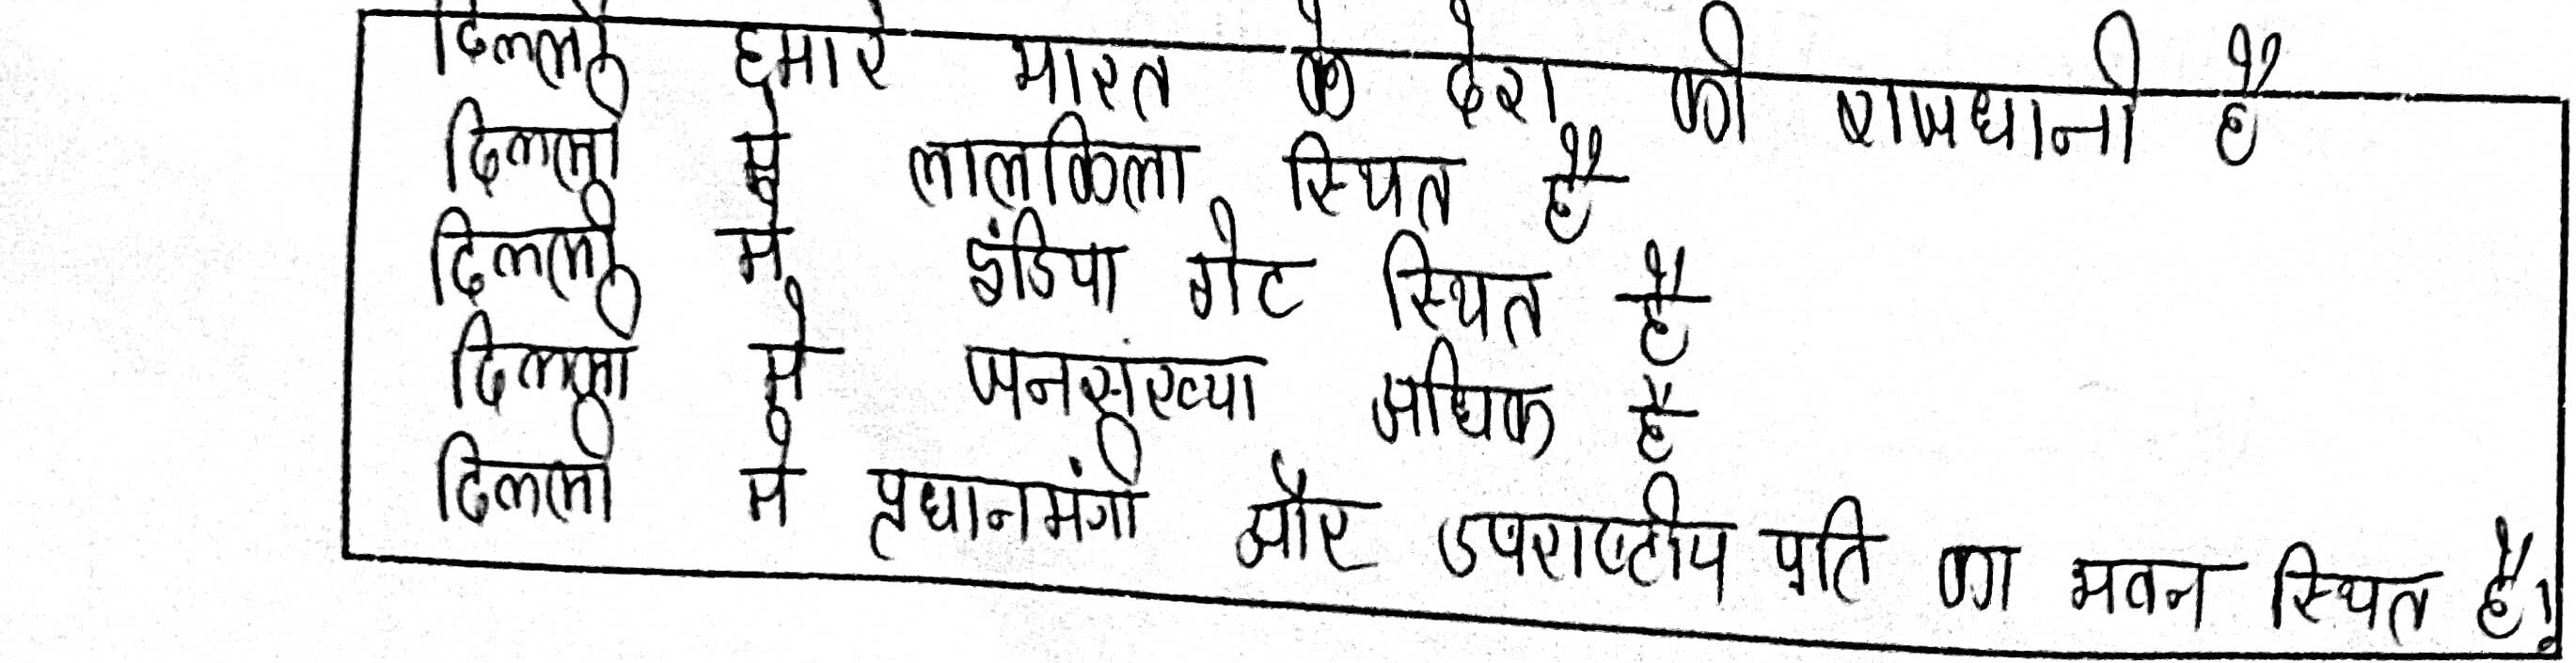 दिल्ली हमारे भारत के देश की राजधानी है
दिल्ली मे लालकिला स्थित है
दिल्ली मे इंडिया गेट स्थित है
दिल्ली मे जनसंख्या अधिक है
दिल्ली मे प्रधानमंत्री और उपराष्टीय पति का भवन स्थित है।